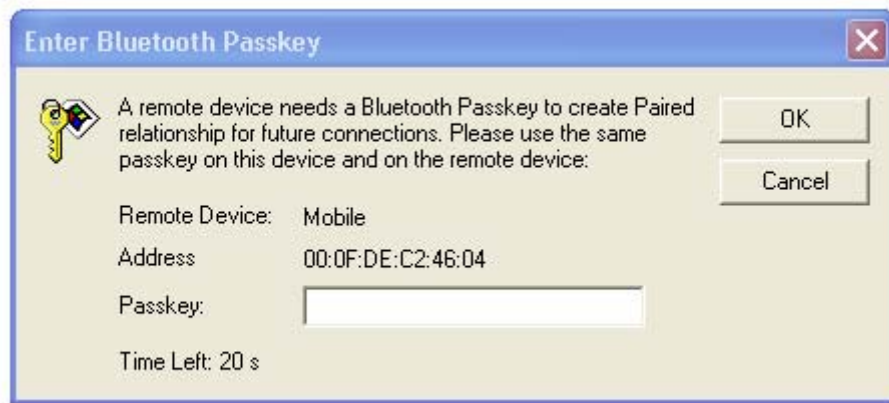 Enter Bluetooth Passkey
A remote device needs a Bluetooth Passkey to create Paired
relationship for future connections. Please use the same
passkey on this device and on the remote device:
OK
Cancel
Remote Device: Mobile
Address 00:0F:DE:C2:46:04
Passkey:
Time Left: 20 s